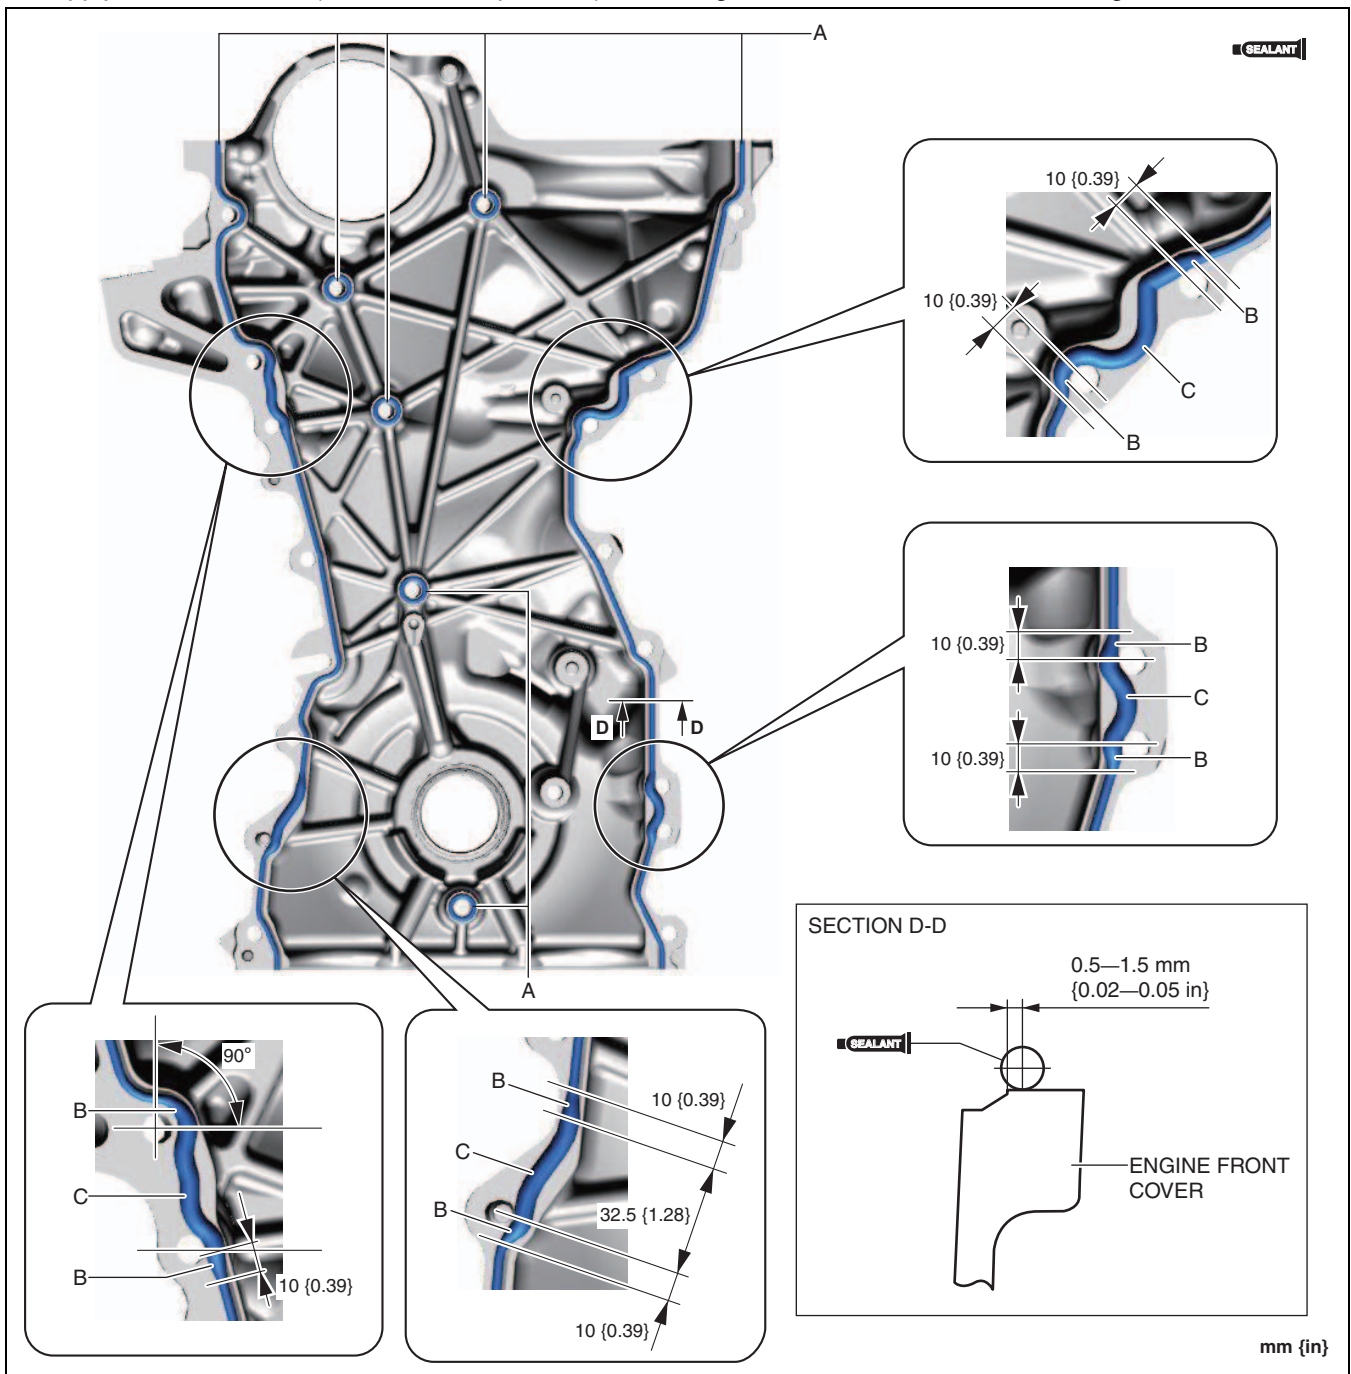 A
SEALANT
10 {0.39}
10 {0.39}
B
C
B
10 {0.39}
B
C
10 {0.39}
B
D
D
A
SECTION D-D
0.5—1.5 mm
{0.02—0.05 in}
SEALANT
ENGINE FRONT
COVER
90°
B
C
B
10 {0.39}
B
10 {0.39}
C
B
32.5 {1.28}
10 {0.39}
mm {in}